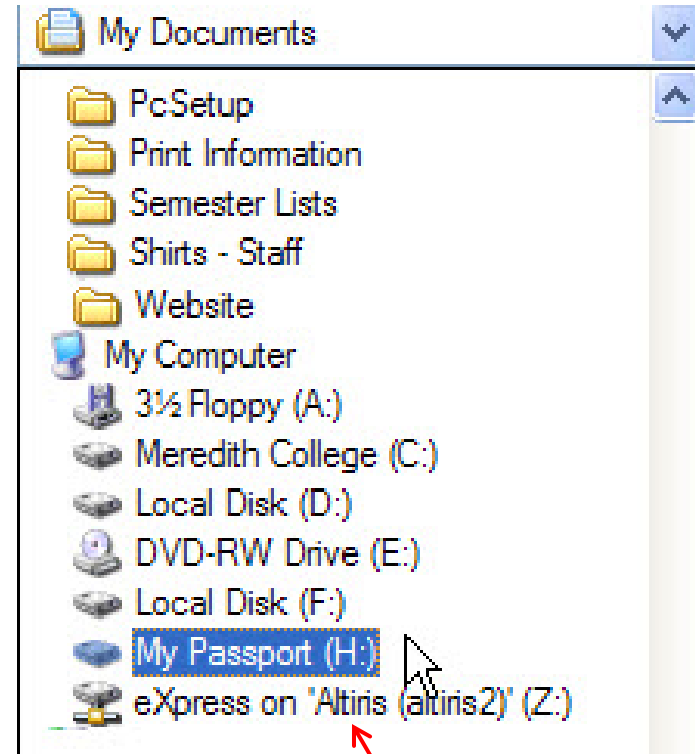 My Documents
PcSetup
Print Information
Semester Lists
Shirts - Staff
Website
My Computer
3½ Floppy (A:)
Meredith College (C:)
Local Disk (D:)
DVD-RW Drive (E:)
Local Disk (F:)
My Passport (H:)
eXpress on 'Altiris (altiris2)' (Z:)